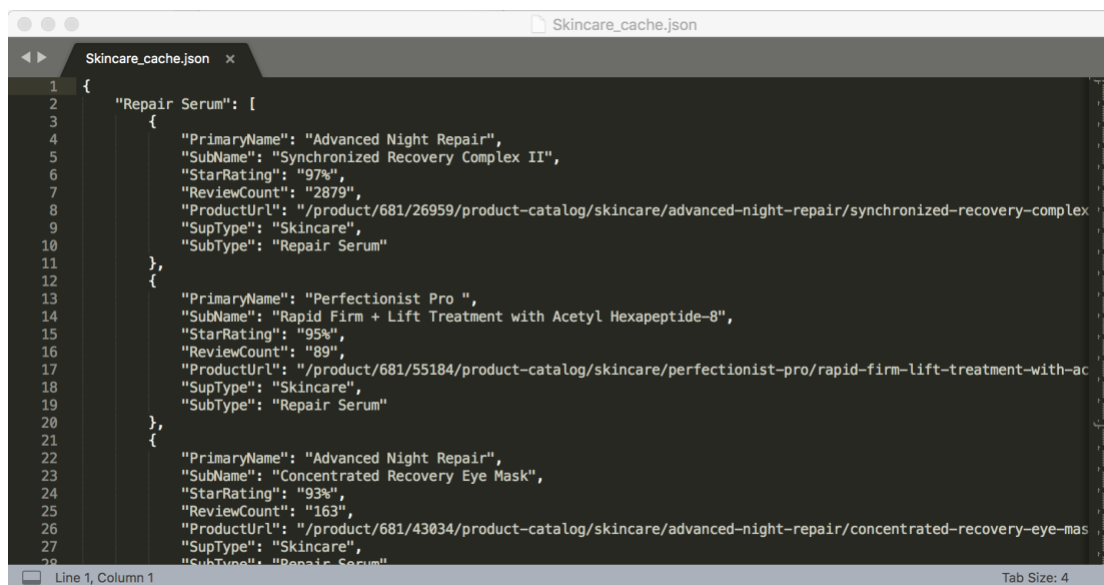 Skincare_cache.json
Skincare_cache.json ×
1 {
2 "Repair Serum": [
3 {
4 "PrimaryName": "Advanced Night Repair",
5 "SubName": "Synchronized Recovery Complex II",
6 "StarRating": "97%",
7 "ReviewCount": "2879",
8 "ProductUrl": "/product/681/26959/product-catalog/skincare/advanced-night-repair/synchronized-recovery-complex
9 "SupType": "Skincare",
10 "SubType": "Repair Serum"
11 },
12 {
13 "PrimaryName": "Perfectionist Pro ",
14 "SubName": "Rapid Firm + Lift Treatment with Acetyl Hexapeptide-8",
15 "StarRating": "95%",
16 "ReviewCount": "89",
17 "ProductUrl": "/product/681/55184/product-catalog/skincare/perfectionist-pro/rapid-firm-lift-treatment-with-ac
18 "SupType": "Skincare",
19 "SubType": "Repair Serum"
20 },
21 {
22 "PrimaryName": "Advanced Night Repair",
23 "SubName": "Concentrated Recovery Eye Mask",
24 "StarRating": "93%",
25 "ReviewCount": "163",
26 "ProductUrl": "/product/681/43034/product-catalog/skincare/advanced-night-repair/concentrated-recovery-eye-mas
27 "SupType": "Skincare",
28 "SubType": "Repair Serum"
Line 1, Column 1 Tab Size: 4